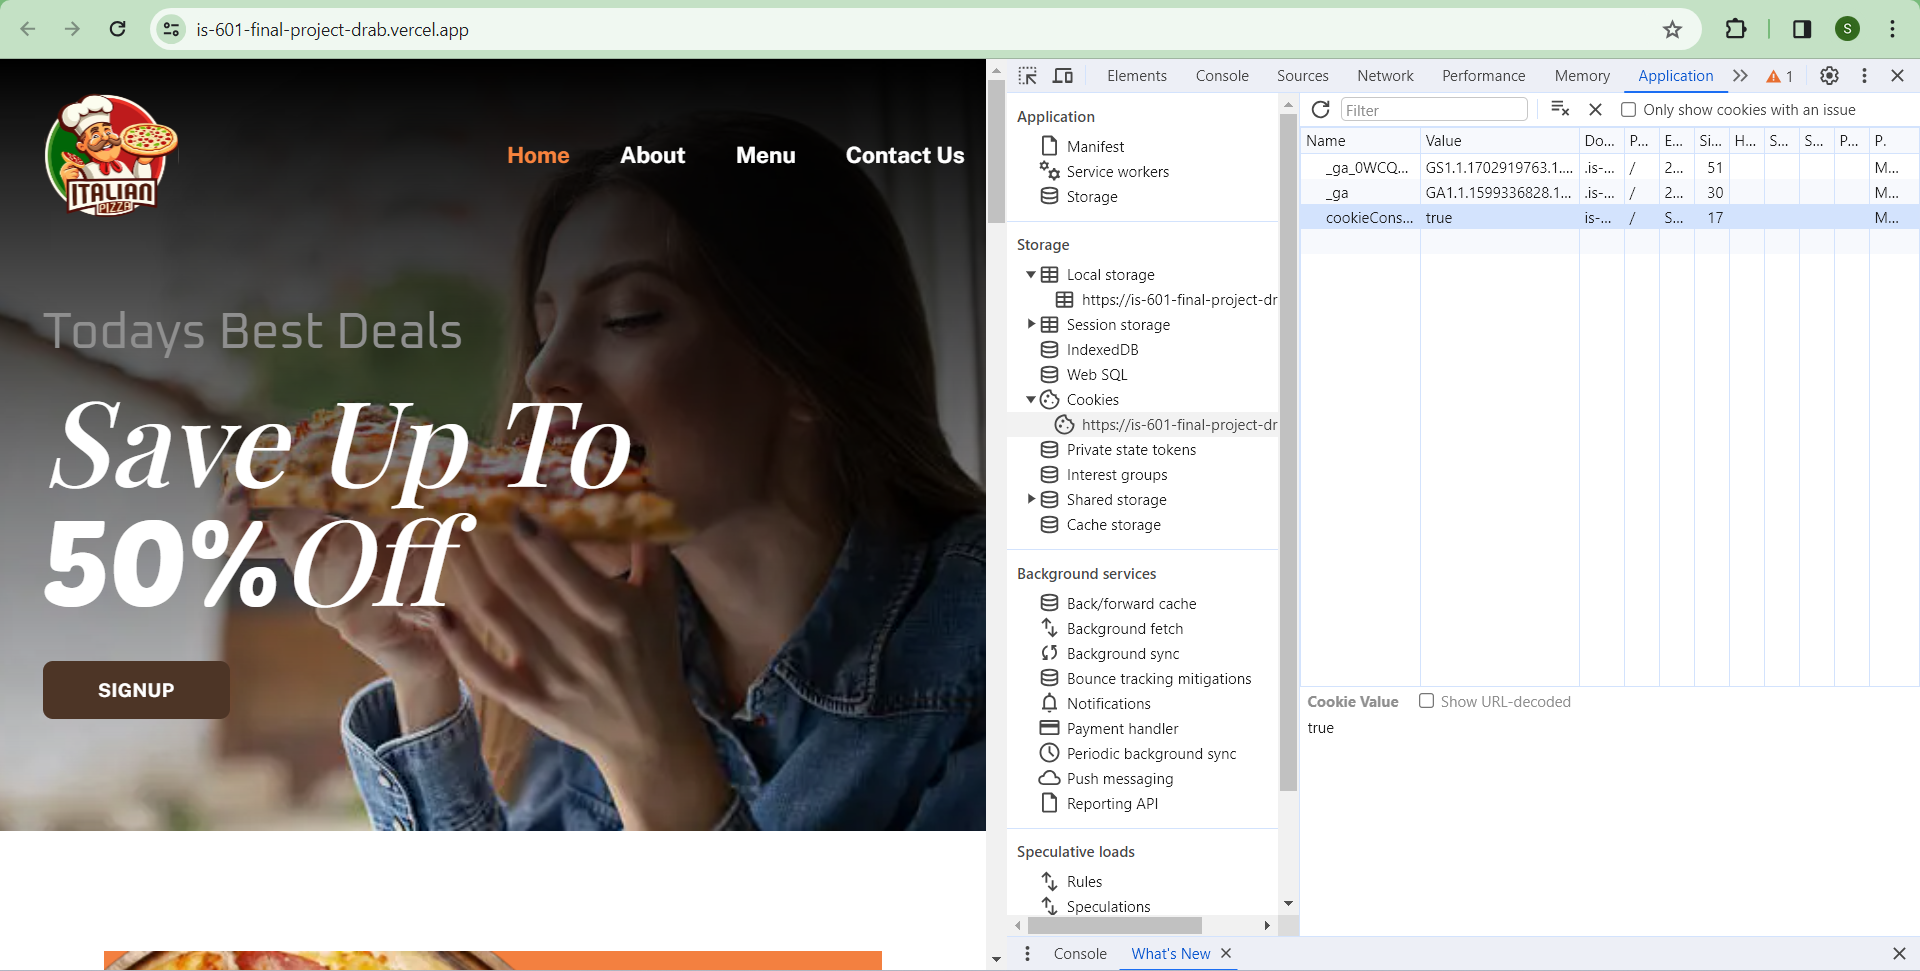 is-601-final-project-drab.vercel.app
S
ITALIAN
PIZZA
Home
About
Menu
Contact Us
Todays Best Deals
Save Up To
50%Off
SIGNUP
Elements
Console
Sources
Network
Performance
Memory
Application
1
Application
Manifest
Service workers
Storage
Storage
Local storage
https://is-601-final-project-dr
Session storage
IndexedDB
Web SQL
Cookies
https://is-601-final-project-dr
Private state tokens
Interest groups
Shared storage
Cache storage
Background services
Back/forward cache
Background fetch
Background sync
Bounce tracking mitigations
Notifications
Payment handler
Periodic background sync
Push messaging
Reporting API
Speculative loads
Rules
Speculations
Filter
Only show cookies with an issue
Name Value Do... P... E... Si... H... S... S... P... P.
_ga_0WCQ... GS1.1.1702919763.1.... .is-... / 2... 51 M...
_ga GA1.1.1599336828.1... .is-... / 2... 30 M...
cookieCons... true is-... / S... 17 M...
Cookie Value Show URL-decoded
true
Console
What's New